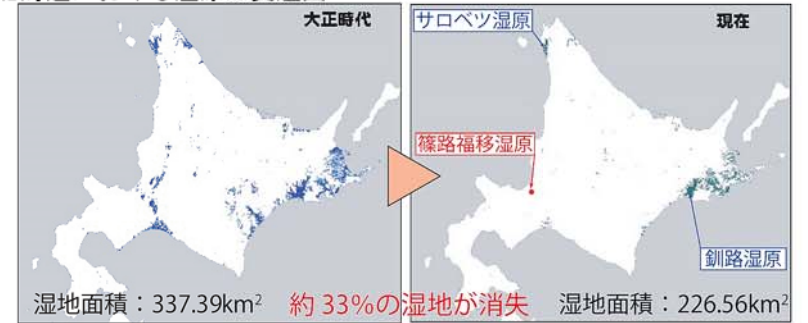 大正時代
現在
サロベツ湿原
篠路福移湿原
釧路湿原
湿地面積：337.39km²
約33%の湿地が消失
湿地面積：226.56km²